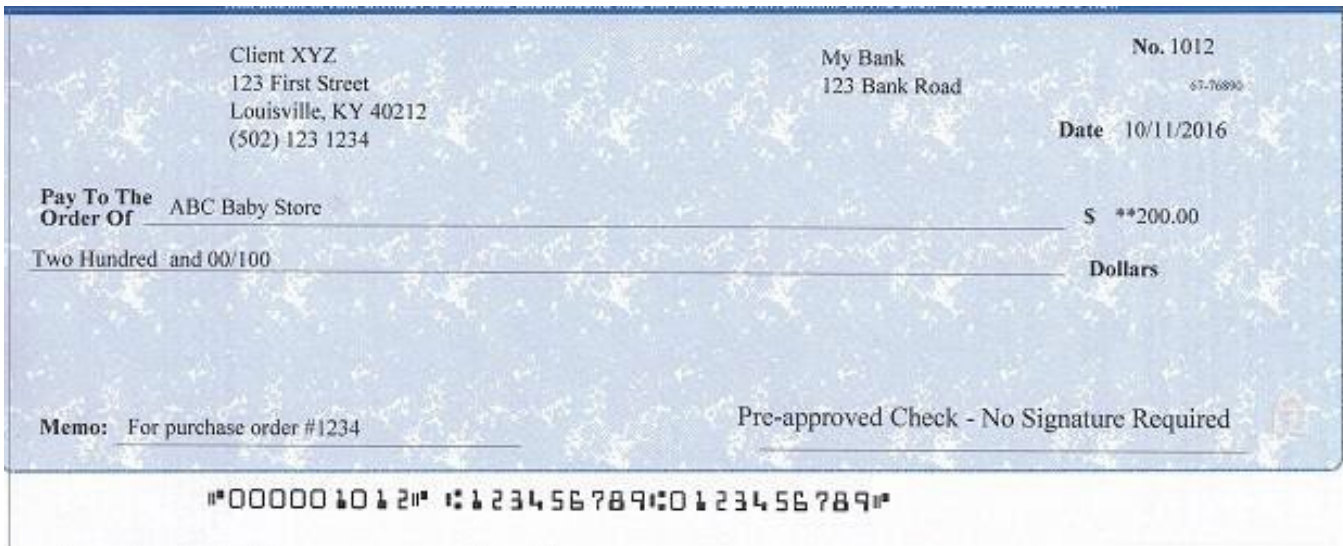 Client XYZ
123 First Street
Louisville, KY 40212
(502) 123 1234
My Bank
123 Bank Road
No. 1012
67-76890
Date 10/11/2016
Pay To The
Order Of ABC Baby Store
$ **200.00
Two Hundred and 00/100
Dollars
Memo: For purchase order #1234
Pre-approved Check - No Signature Required
⑈000001012⑈ ⑆123456789⑆0123456789⑈